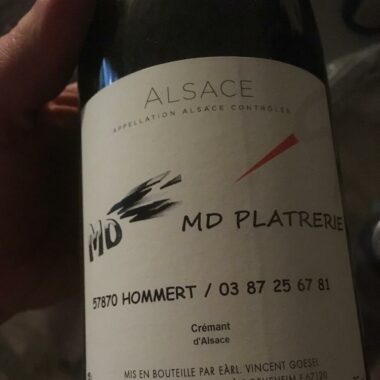 ALSACE
APPELLATION ALSACE CONTRÔLÉE
MD
MD PLATRERIE
57870 HOMMERT / 03 87 25 67 81
Crémant
d'Alsace
MIS EN BOUTEILLE PAR EARL VINCENT GOESEL
67120